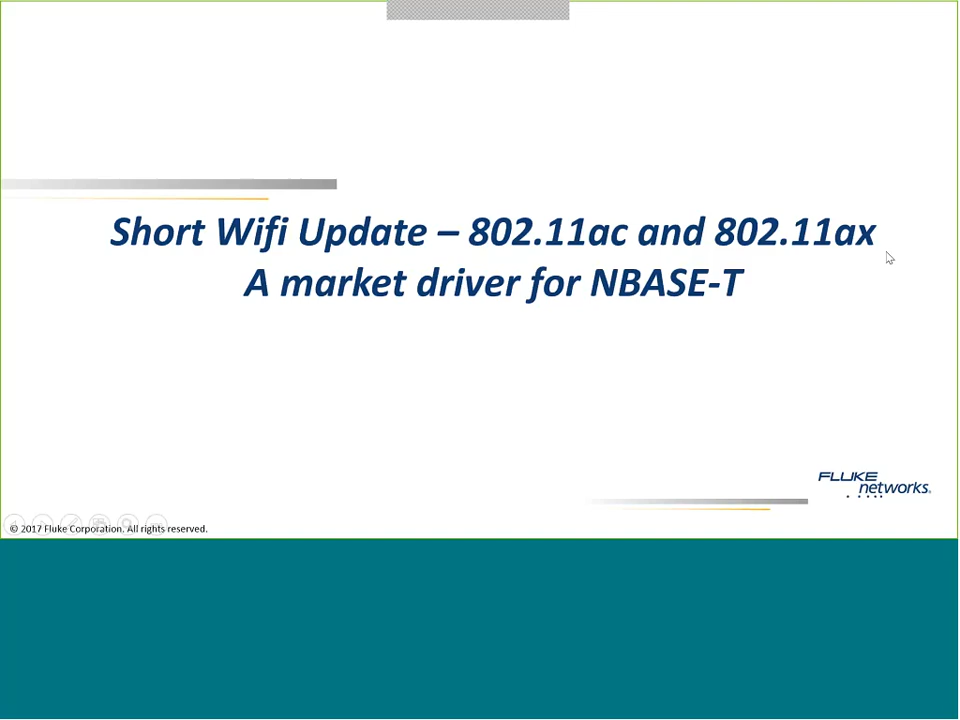 Short Wifi Update – 802.11ac and 802.11ax
A market driver for NBASE-T
FLUKE
networks.
© 2017 Fluke Corporation. All rights reserved.